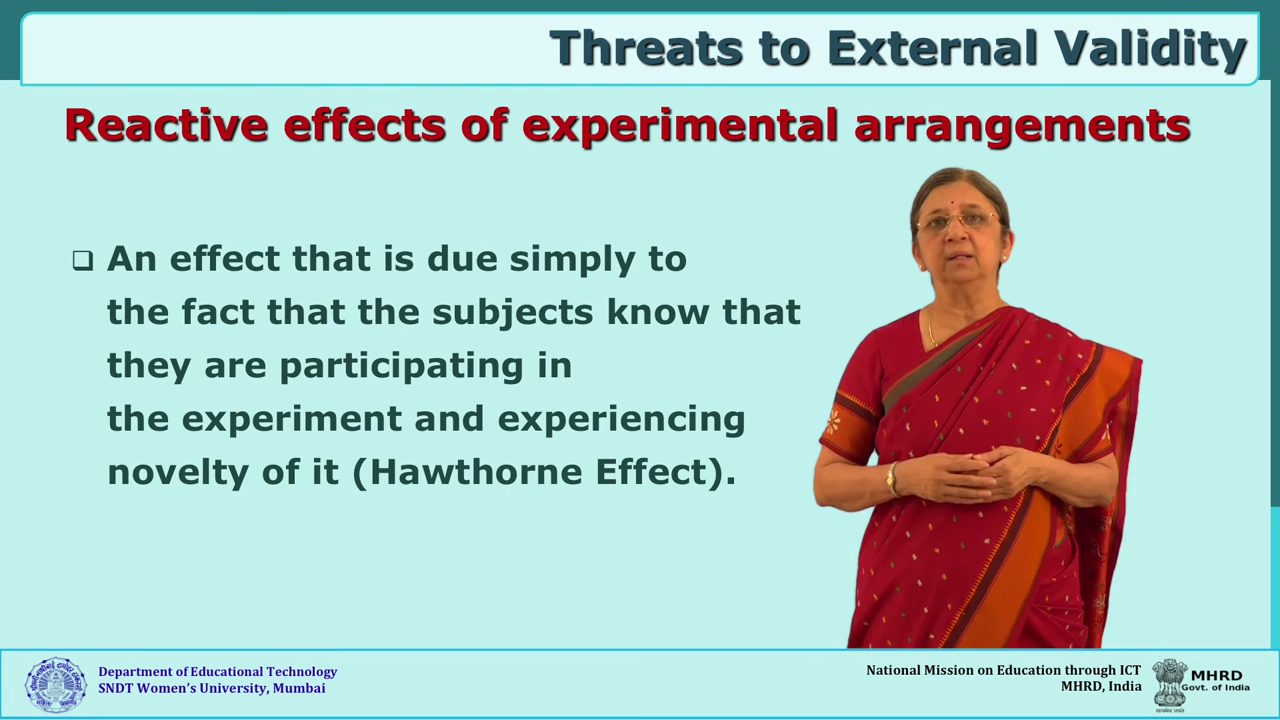 Threats to External Validity
Reactive effects of experimental arrangements
An effect that is due simply to
the fact that the subjects know that
they are participating in
the experiment and experiencing
novelty of it (Hawthorne Effect).
Department of Educational Technology
SNDT Women's University, Mumbai
National Mission on Education through ICT
MHRD, India
MHRD
Govt. of India